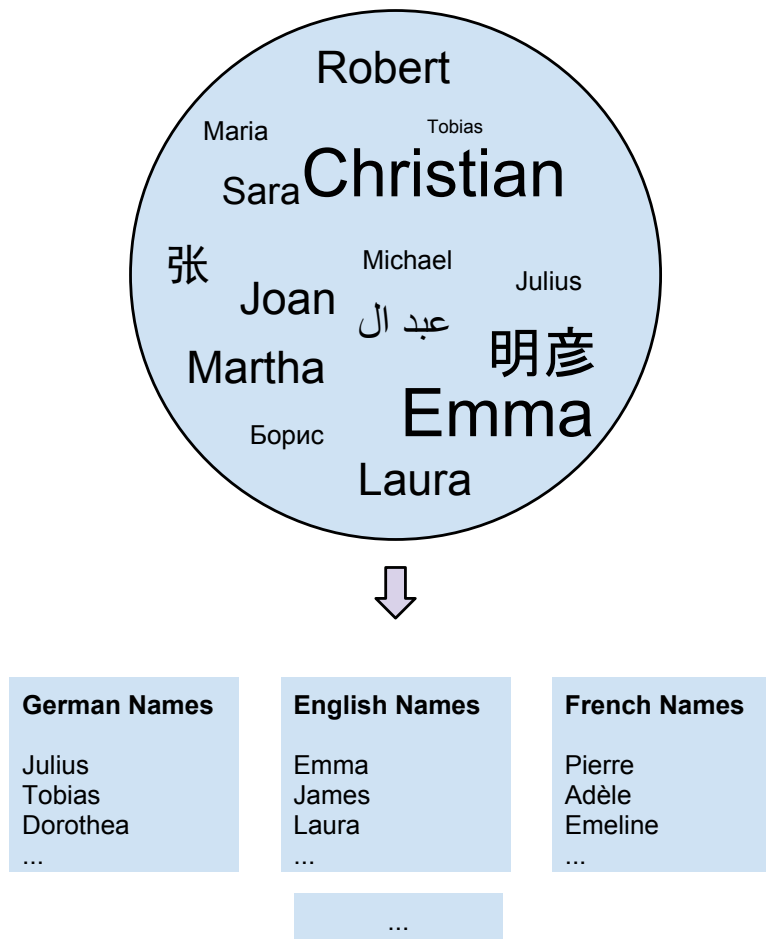 Robert
Maria
Tobias
Sara
Christian
张
Michael
Julius
Joan
عبد ال
明彦
Martha
Emma
Борис
Laura
German Names
Julius
Tobias
Dorothea
...
English Names
Emma
James
Laura
...
French Names
Pierre
Adèle
Emeline
...
...